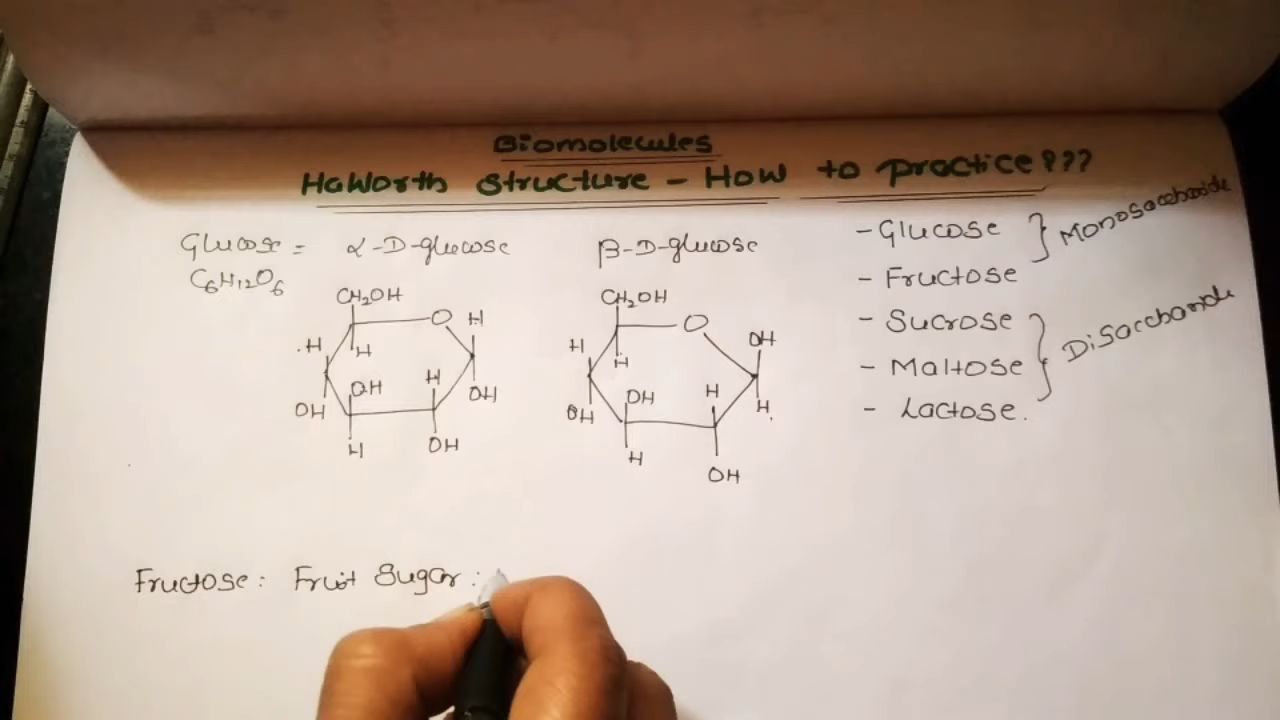 Biomolecules
Haworth Structure - How to practice???
Glucose = α-D-glucose β-D-glucose
C6H12O6
- Glucose } Monosaccharide
- Fructose
- Sucrose } Disaccharide
- Maltose
- Lactose.
CH2OH
O H
.H H
OH H
OH OH
H OH
CH2OH
O OH
H H
OH H
OH H.
H OH
Fructose: Fruit Sugar: